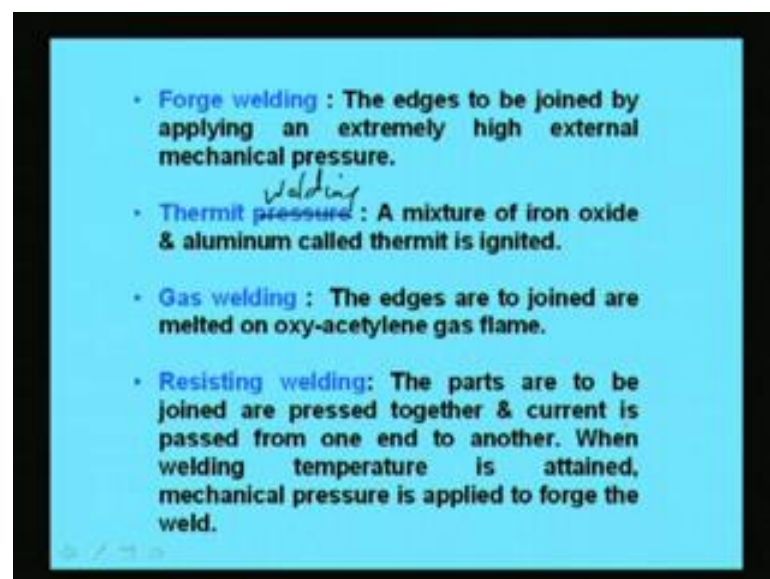 • Forge welding : The edges to be joined by
applying an extremely high external
mechanical pressure.
welding
• Thermit pressure : A mixture of iron oxide
& aluminum called thermit is ignited.
• Gas welding : The edges are to joined are
melted on oxy-acetylene gas flame.
• Resisting welding: The parts are to be
joined are pressed together & current is
passed from one end to another. When
welding temperature is attained,
mechanical pressure is applied to forge the
weld.